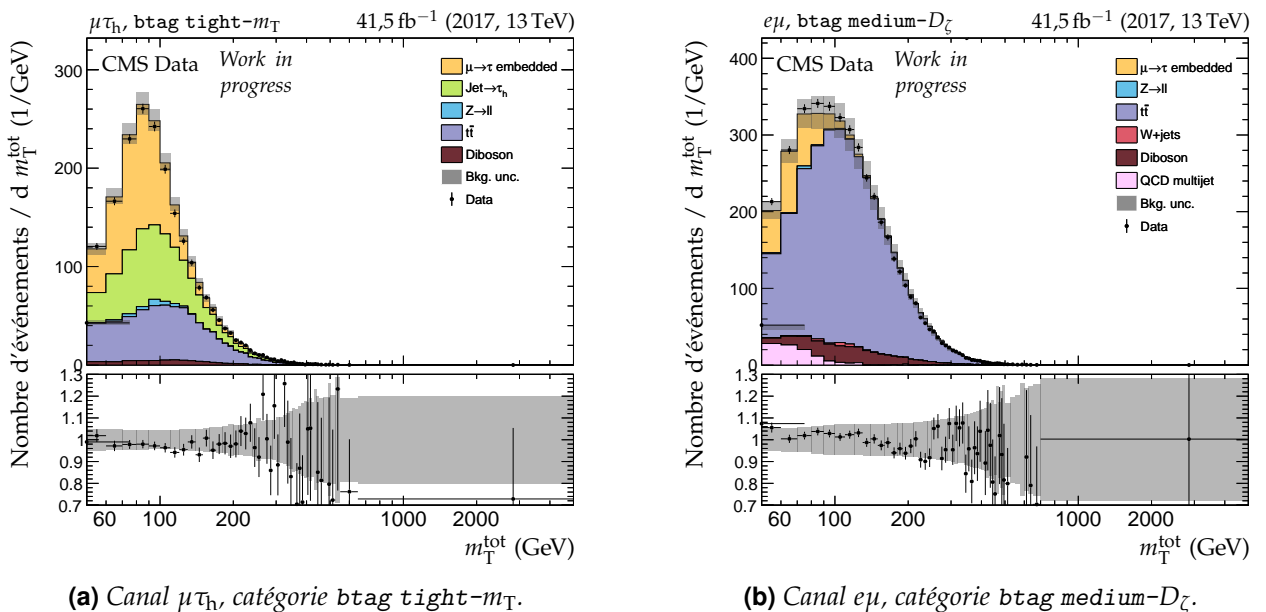 μτh, btag tight-mT 41,5 fb−1 (2017, 13 TeV)
CMS Data Work in progress
μ→τ embedded
Jet→τh
Z→ll
tt̄
Diboson
Bkg. unc.
Data
Nombre d'événements / d mTtot (1/GeV)
300
200
100
0
1.3
1.2
1.1
1
0.9
0.8
0.7
60 100 200 1000 2000
mTtot (GeV)
(a) Canal μτh, catégorie btag tight-mT.
eμ, btag medium-Dζ 41,5 fb−1 (2017, 13 TeV)
CMS Data Work in progress
μ→τ embedded
Z→ll
tt̄
W+jets
Diboson
QCD multijet
Bkg. unc.
Data
Nombre d'événements / d mTtot (1/GeV)
400
300
200
100
0
1.3
1.2
1.1
1
0.9
0.8
0.7
60 100 200 1000 2000
mTtot (GeV)
(b) Canal eμ, catégorie btag medium-Dζ.